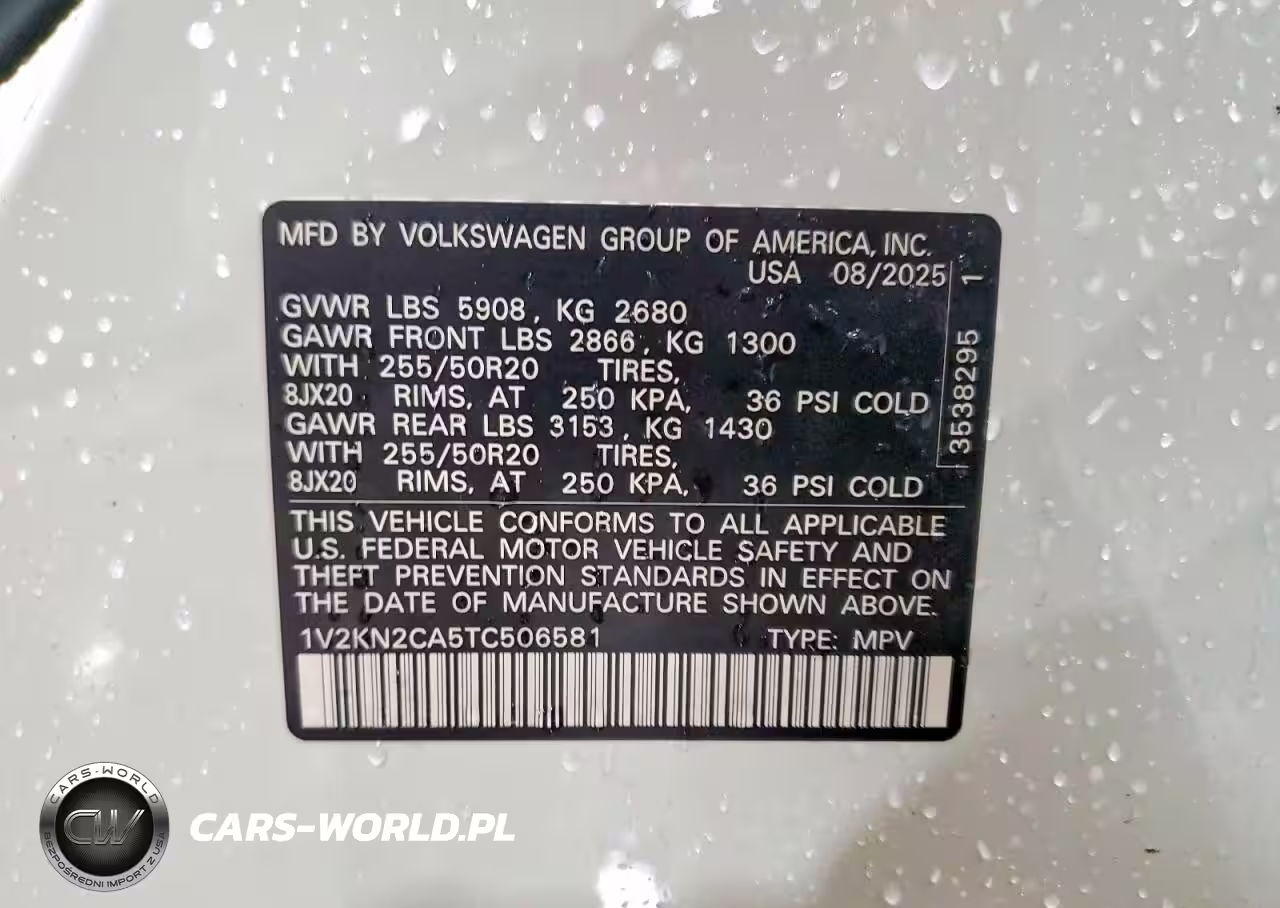 MFD BY VOLKSWAGEN GROUP OF AMERICA, INC.
USA 08/2025
GVWR LBS 5908, KG 2680
GAWR FRONT LBS 2866, KG 1300
WITH 255/50R20 TIRES,
8JX20 RIMS, AT 250 KPA, 36 PSI COLD
GAWR REAR LBS 3153, KG 1430
WITH 255/50R20 TIRES,
8JX20 RIMS, AT 250 KPA, 36 PSI COLD
3538295 1
THIS VEHICLE CONFORMS TO ALL APPLICABLE
U.S. FEDERAL MOTOR VEHICLE SAFETY AND
THEFT PREVENTION STANDARDS IN EFFECT ON
THE DATE OF MANUFACTURE SHOWN ABOVE.
1V2KN2CA5TC506581 TYPE: MPV
CARS-WORLD
CW
BEZPOŚREDNI IMPORT Z USA
CARS-WORLD.PL